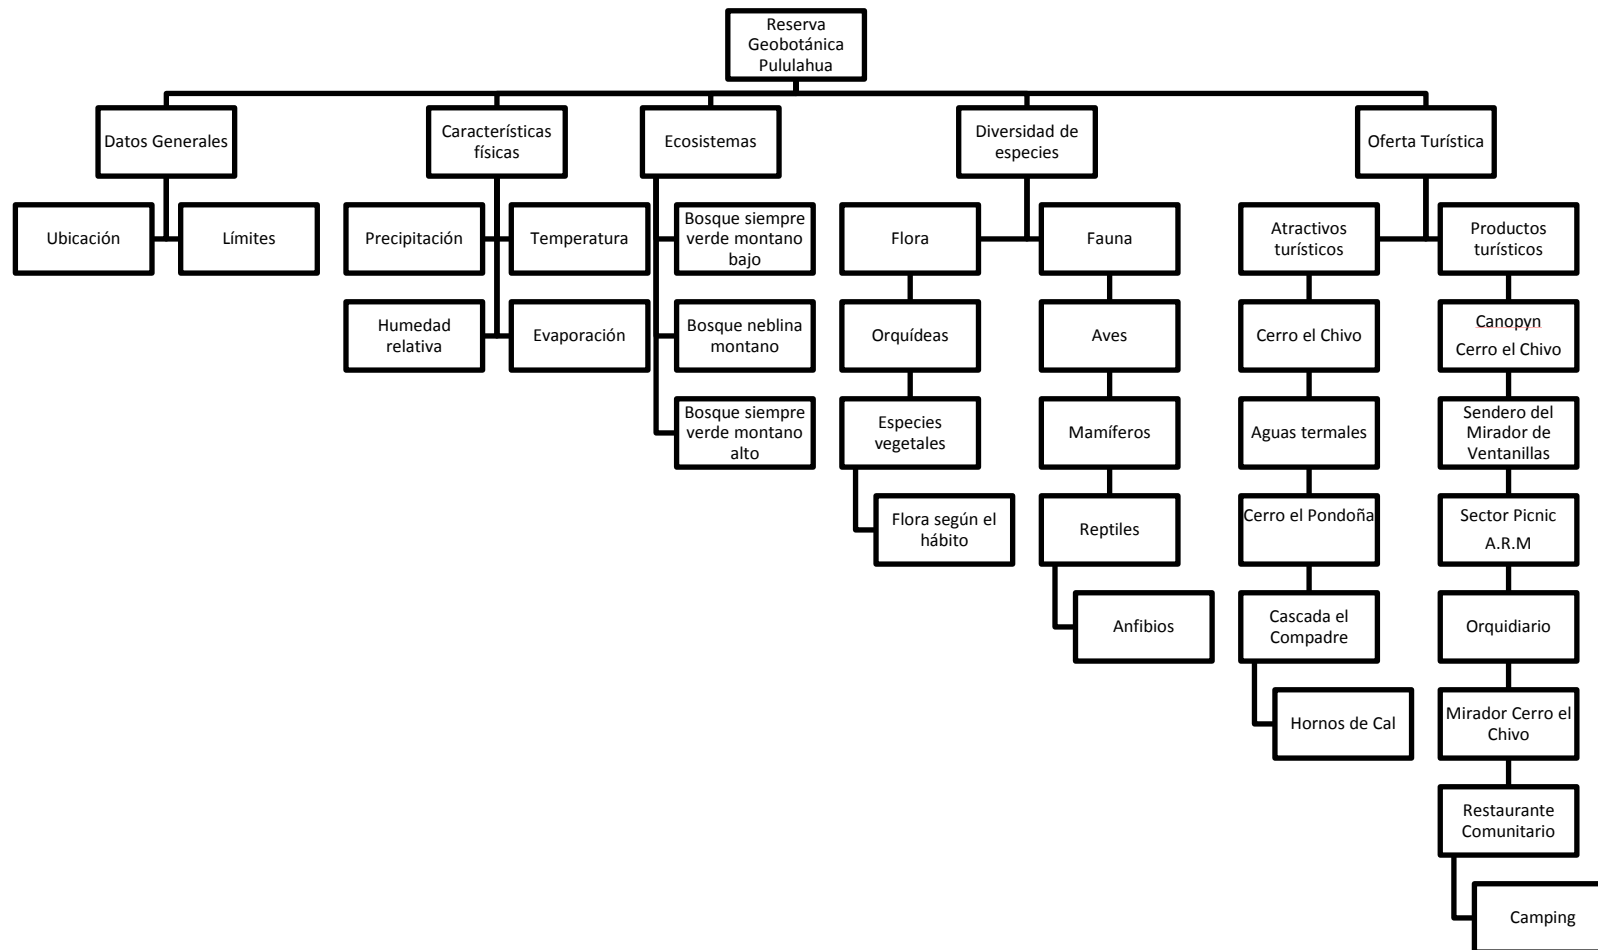 Reserva
Geobotánica
Pululahua
Datos Generales
Características
físicas
Ecosistemas
Diversidad de
especies
Oferta Turística
Ubicación
Límites
Precipitación
Temperatura
Bosque siempre
verde montano
bajo
Flora
Fauna
Atractivos
turísticos
Productos
turísticos
Humedad
relativa
Evaporación
Bosque neblina
montano
Orquídeas
Aves
Cerro el Chivo
Canopyn
Cerro el Chivo
Bosque siempre
verde montano
alto
Especies
vegetales
Mamíferos
Aguas termales
Sendero del
Mirador de
Ventanillas
Flora según el
hábito
Reptiles
Cerro el Pondoña
Sector Picnic
A.R.M
Anfibios
Cascada el
Compadre
Orquidiario
Hornos de Cal
Mirador Cerro el
Chivo
Restaurante
Comunitario
Camping